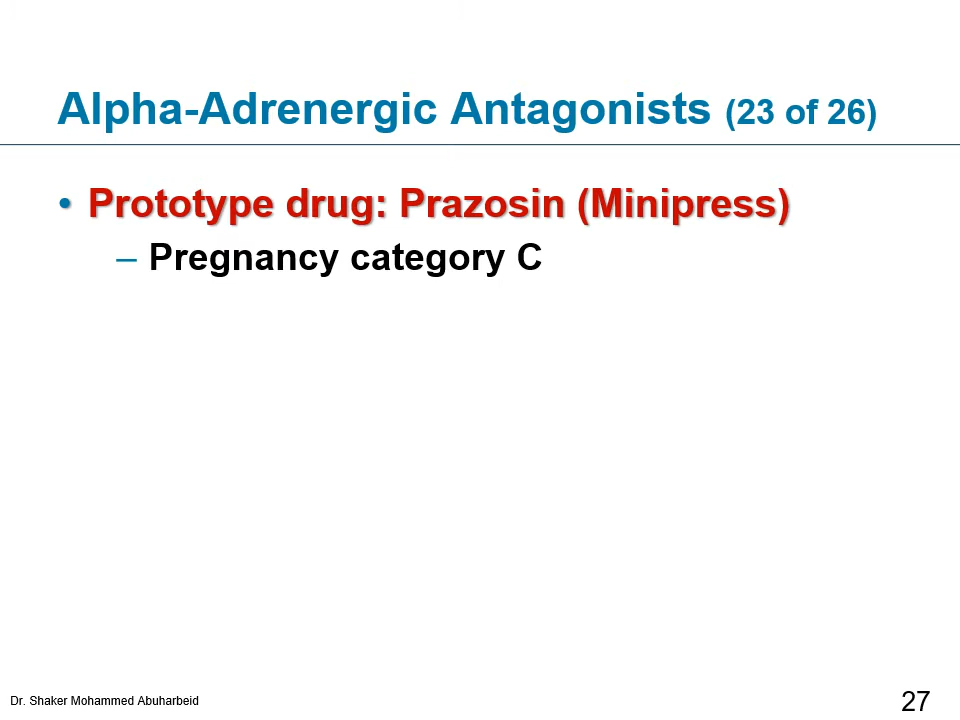 Alpha-Adrenergic Antagonists (23 of 26)
• Prototype drug: Prazosin (Minipress)
– Pregnancy category C
Dr. Shaker Mohammed Abuharbeid
27